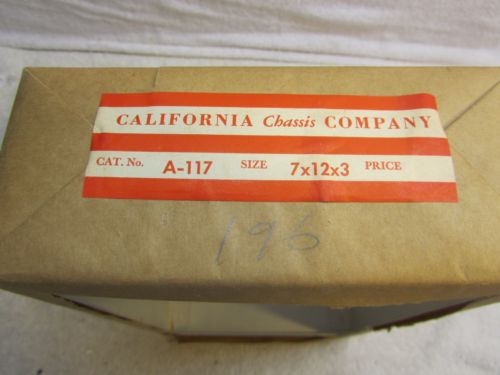 CALIFORNIA Chassis COMPANY
CAT. No. A-117 SIZE 7x12x3 PRICE
196